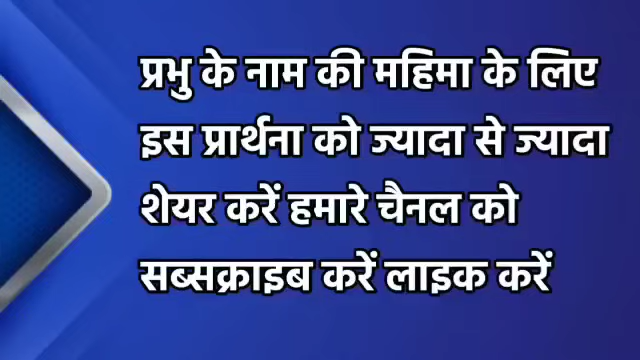 प्रभु के नाम की महिमा के लिए
इस प्रार्थना को ज्यादा से ज्यादा
शेयर करें हमारे चैनल को
सब्सक्राइब करें लाइक करें